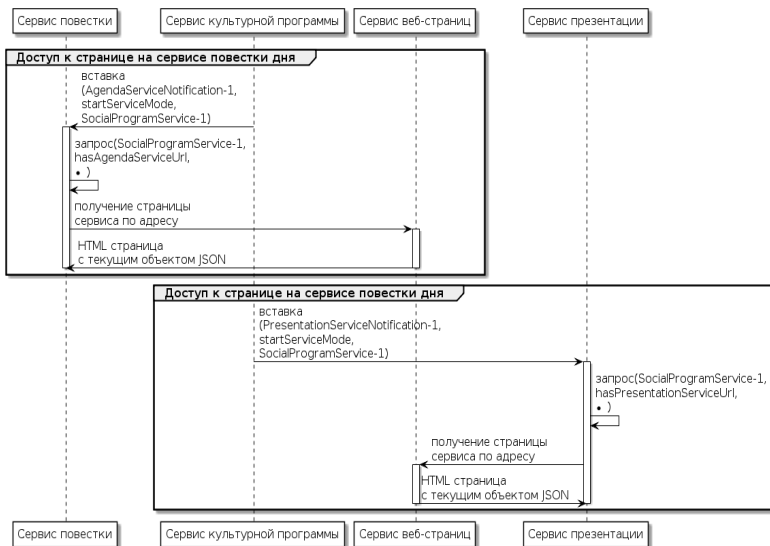 Сервис повестки
Сервис культурной программы
Сервис веб-страниц
Сервис презентации
Доступ к странице на сервисе повестки дня
вставка
(AgendaServiceNotification-1,
startServiceMode,
SocialProgramService-1)
запрос(SocialProgramService-1,
hasAgendaServiceUrl,
• )
получение страницы
сервиса по адресу
HTML страница
с текущим объектом JSON
Доступ к странице на сервисе повестки дня
вставка
(PresentationServiceNotification-1,
startServiceMode,
SocialProgramService-1)
запрос(SocialProgramService-1,
hasPresentationServiceUrl,
• )
получение страницы
сервиса по адресу
HTML страница
с текущим объектом JSON
Сервис повестки
Сервис культурной программы
Сервис веб-страниц
Сервис презентации